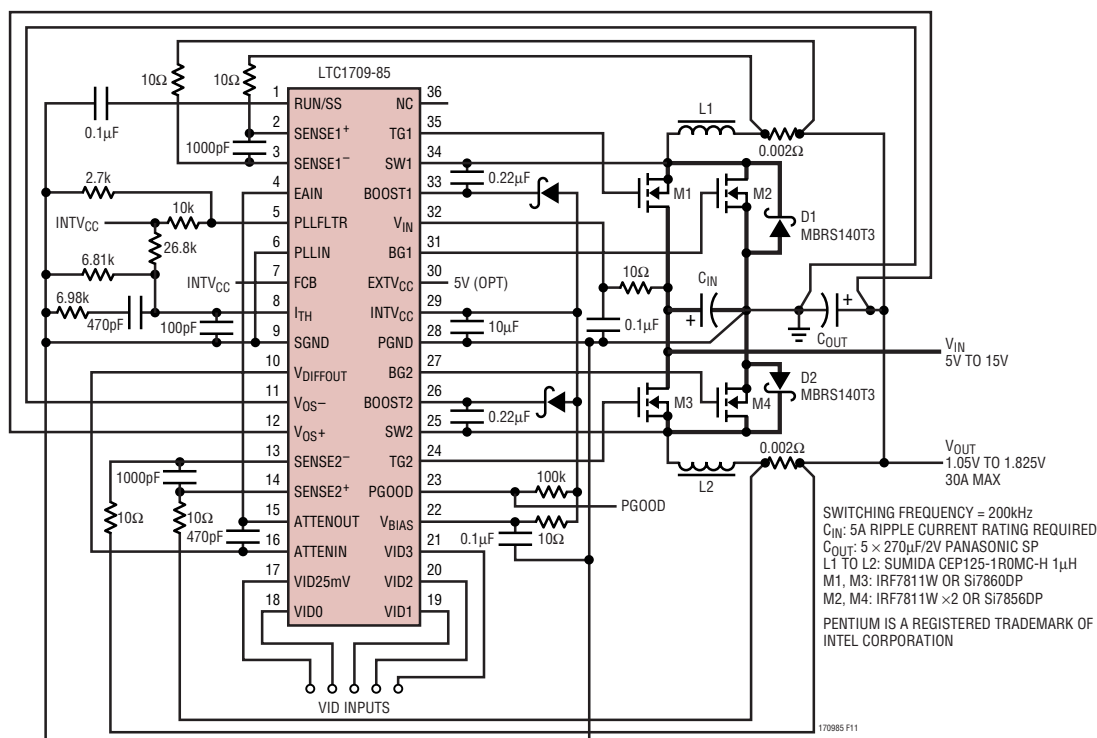 LTC1709-85
10Ω
10Ω
0.1µF
1000pF
2.7k
INTVCC
10k
26.8k
6.81k
INTVCC
6.98k
470pF
100pF
1000pF
10Ω
10Ω
470pF
1 RUN/SS
2 SENSE1+
3 SENSE1–
4 EAIN
5 PLLFLTR
6 PLLIN
7 FCB
8 ITH
9 SGND
10 VDIFFOUT
11 VOS–
12 VOS+
13 SENSE2–
14 SENSE2+
15 ATTENOUT
16 ATTENIN
17 VID25mV
18 VID0
NC 36
TG1 35
SW1 34
BOOST1 33
VIN 32
BG1 31
EXTVCC 30
INTVCC 29
PGND 28
BG2 27
BOOST2 26
SW2 25
TG2 24
PGOOD 23
VBIAS 22
VID3 21
VID2 20
VID1 19
VID INPUTS
0.22µF
5V (OPT)
10µF
10Ω
0.1µF
0.22µF
100k
PGOOD
10Ω
0.1µF
L1
0.002Ω
M1
M2
D1
MBRS140T3
CIN
+
COUT
+
VIN
5V TO 15V
M3
M4
D2
MBRS140T3
L2
0.002Ω
VOUT
1.05V TO 1.825V
30A MAX
SWITCHING FREQUENCY = 200kHz
CIN: 5A RIPPLE CURRENT RATING REQUIRED
COUT: 5 × 270µF/2V PANASONIC SP
L1 TO L2: SUMIDA CEP125-1R0MC-H 1µH
M1, M3: IRF7811W OR Si7860DP
M2, M4: IRF7811W ×2 OR Si7856DP
PENTIUM IS A REGISTERED TRADEMARK OF
INTEL CORPORATION
170985 F11